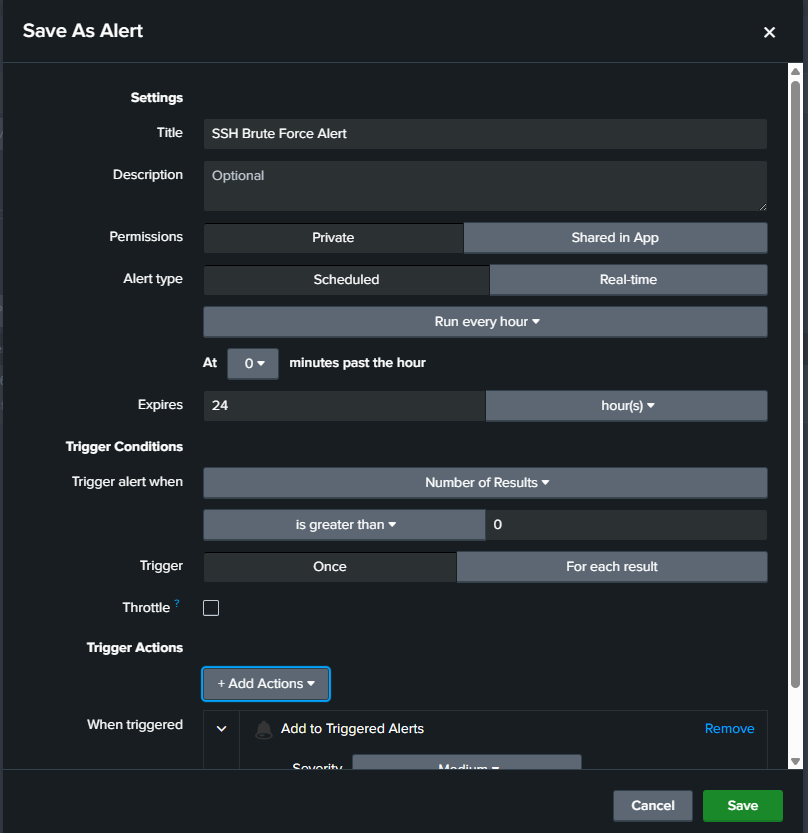 Save As Alert
Settings
Title SSH Brute Force Alert
Description Optional
Permissions Private Shared in App
Alert type Scheduled Real-time
Run every hour
At 0 minutes past the hour
Expires 24 hour(s)
Trigger Conditions
Trigger alert when Number of Results
is greater than 0
Trigger Once For each result
Throttle ?
Trigger Actions
+ Add Actions
When triggered Add to Triggered Alerts Remove
Severity Medium
Cancel Save